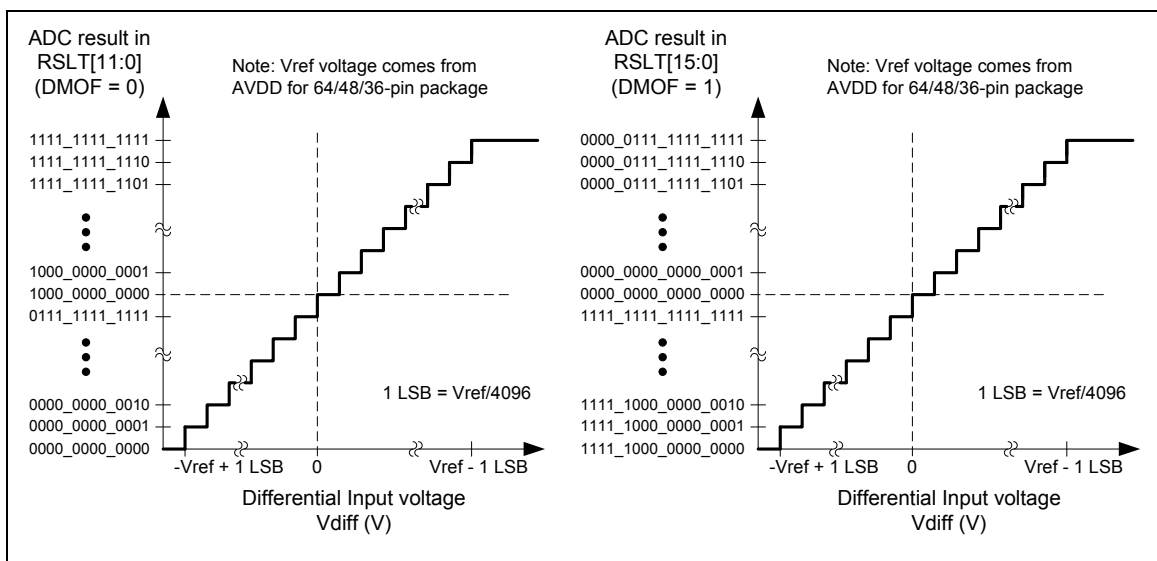 ADC result in
RSLT[11:0]
(DMOF = 0)
Note: Vref voltage comes from
AVDD for 64/48/36-pin package
1111_1111_1111
1111_1111_1110
1111_1111_1101
1000_0000_0001
1000_0000_0000
0111_1111_1111
1 LSB = Vref/4096
0000_0000_0010
0000_0000_0001
0000_0000_0000
-Vref + 1 LSB
0
Vref - 1 LSB
Differential Input voltage
Vdiff (V)
ADC result in
RSLT[15:0]
(DMOF = 1)
Note: Vref voltage comes from
AVDD for 64/48/36-pin package
0000_0111_1111_1111
0000_0111_1111_1110
0000_0111_1111_1101
0000_0000_0000_0001
0000_0000_0000_0000
1111_1111_1111_1111
1 LSB = Vref/4096
1111_1000_0000_0010
1111_1000_0000_0001
1111_1000_0000_0000
-Vref + 1 LSB
0
Vref - 1 LSB
Differential Input voltage
Vdiff (V)